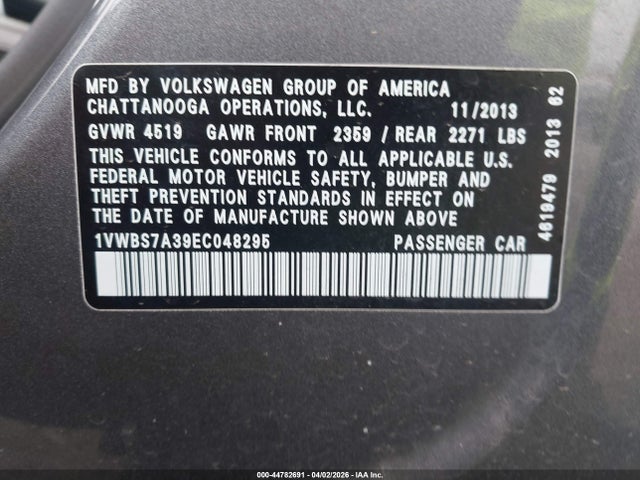 MFD BY VOLKSWAGEN GROUP OF AMERICA
CHATTANOOGA OPERATIONS, LLC. 11/2013
GVWR 4519 GAWR FRONT 2359 / REAR 2271 LBS
THIS VEHICLE CONFORMS TO ALL APPLICABLE U.S.
FEDERAL MOTOR VEHICLE SAFETY, BUMPER AND
THEFT PREVENTION STANDARDS IN EFFECT ON
THE DATE OF MANUFACTURE SHOWN ABOVE
1VWBS7A39EC048295 PASSENGER CAR
4619479 2013 62
000-44782691 - 04/02/2026 - IAA Inc.